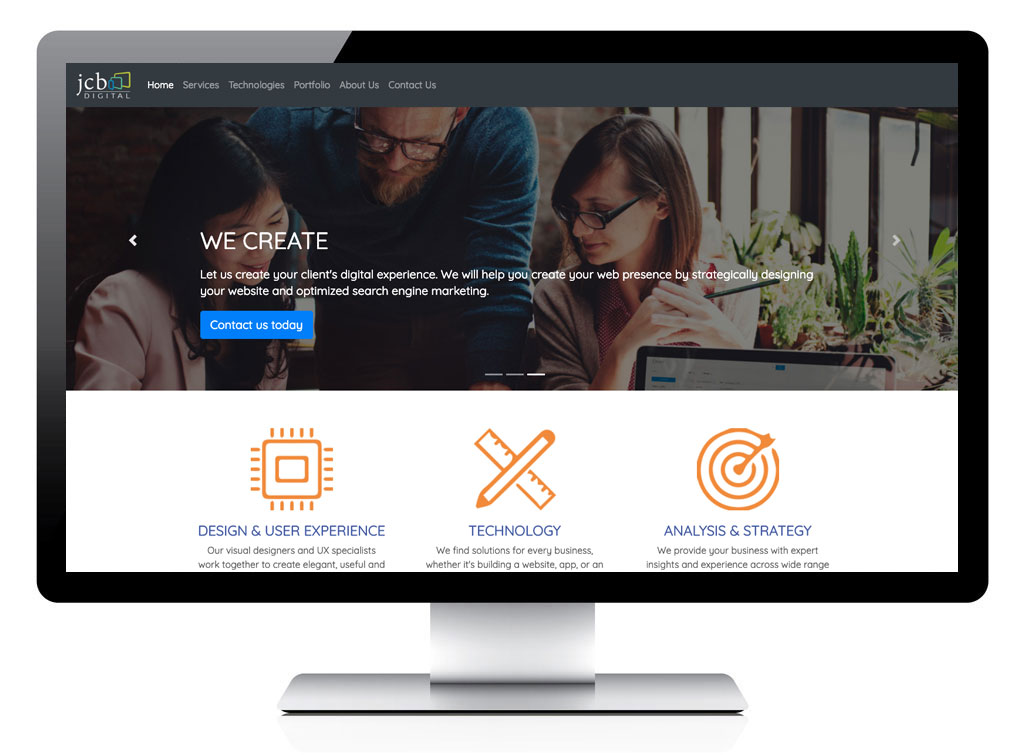 jcb
DIGITAL
Home Services Technologies Portfolio About Us Contact Us
WE CREATE
Let us create your client's digital experience. We will help you create your web presence by strategically designing
your website and optimized search engine marketing.
Contact us today
DESIGN & USER EXPERIENCE
Our visual designers and UX specialists
work together to create elegant, useful and
TECHNOLOGY
We find solutions for every business,
whether it's building a website, app, or an
ANALYSIS & STRATEGY
We provide your business with expert
insights and experience across wide range